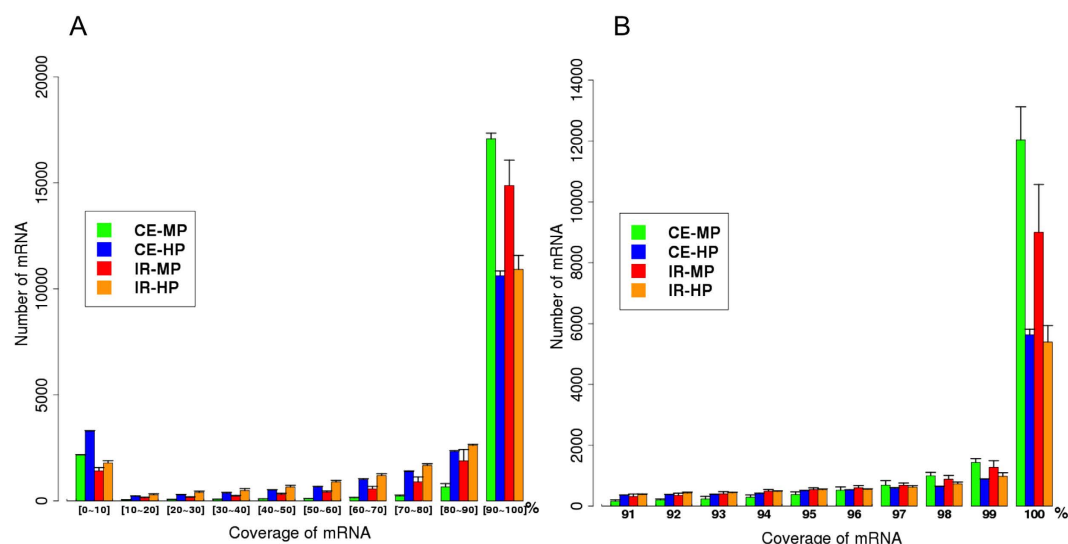 A
20000
15000
10000
5000
0
Number of mRNA
CE-MP
CE-HP
IR-MP
IR-HP
[0~10] [10~20] [20~30] [30~40] [40~50] [50~60] [60~70] [70~80] [80~90] [90~100] %
Coverage of mRNA
B
14000
12000
10000
8000
6000
4000
2000
0
Number of mRNA
CE-MP
CE-HP
IR-MP
IR-HP
91 92 93 94 95 96 97 98 99 100 %
Coverage of mRNA